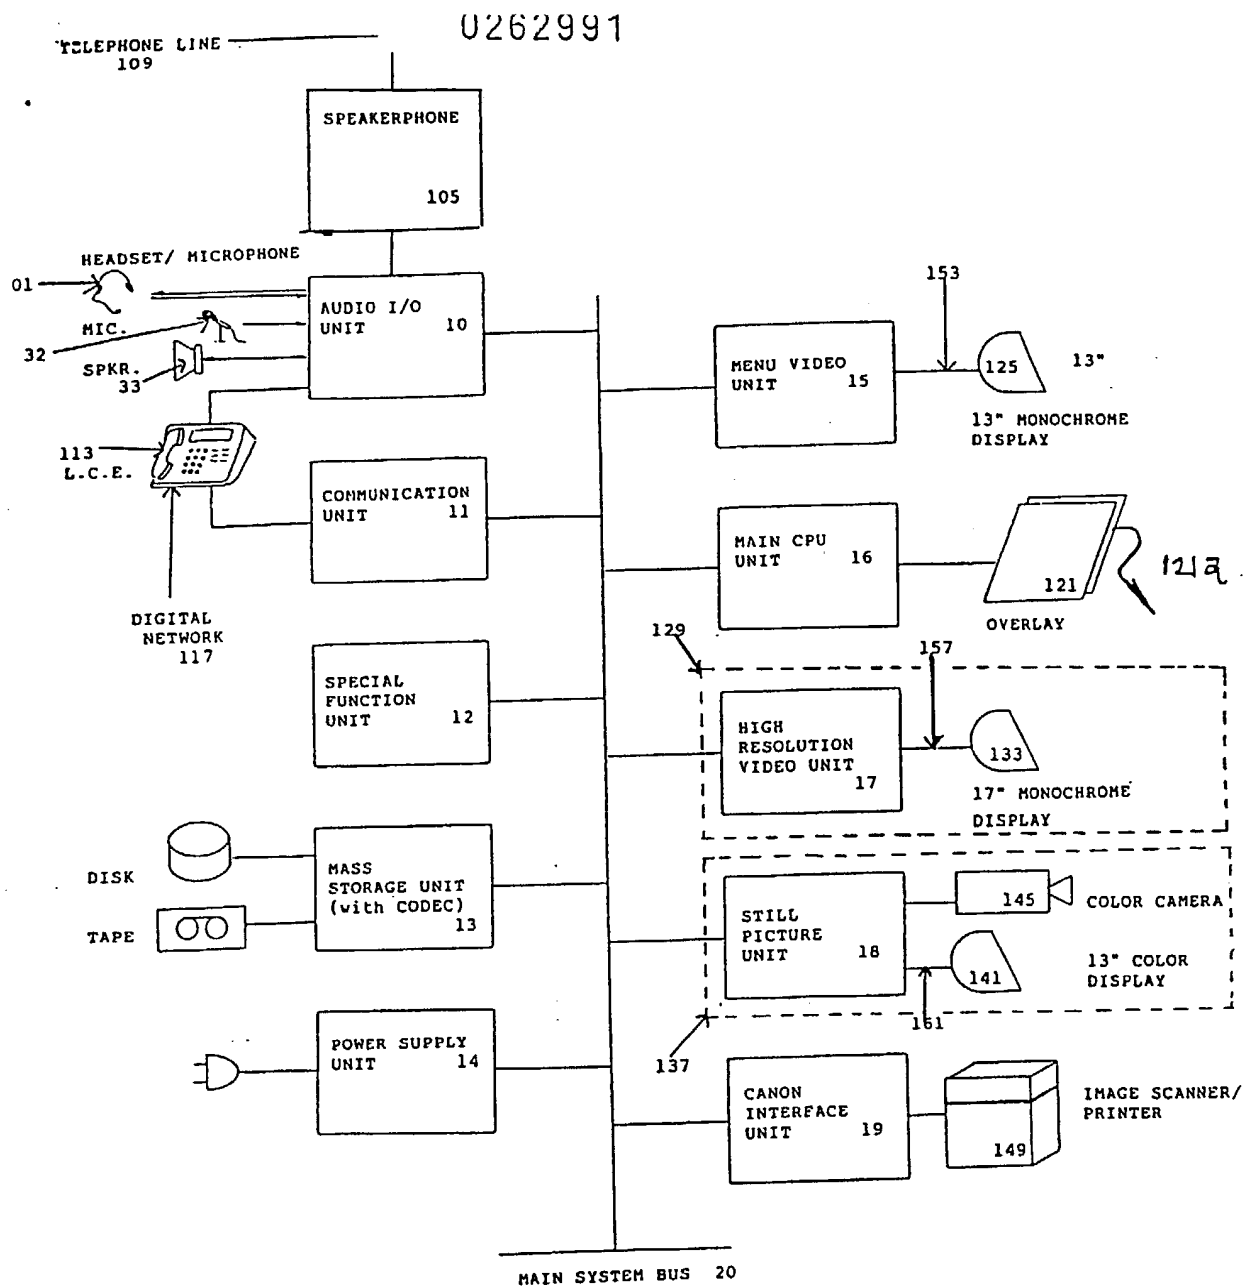 0262991
TELEPHONE LINE
109
SPEAKERPHONE
105
HEADSET/ MICROPHONE
01
MIC.
32
SPKR.
33
AUDIO I/O
UNIT
10
113
L.C.E.
COMMUNICATION
UNIT
11
DIGITAL
NETWORK
117
SPECIAL
FUNCTION
UNIT
12
DISK
TAPE
MASS
STORAGE UNIT
(with CODEC)
13
POWER SUPPLY
UNIT
14
153
MENU VIDEO
UNIT
15
125
13"
13" MONOCHROME
DISPLAY
MAIN CPU
UNIT
16
121
121a
OVERLAY
129
157
HIGH
RESOLUTION
VIDEO UNIT
17
133
17" MONOCHROME
DISPLAY
STILL
PICTURE
UNIT
18
145
COLOR CAMERA
141
13" COLOR
DISPLAY
161
137
CANON
INTERFACE
UNIT
19
149
IMAGE SCANNER/
PRINTER
MAIN SYSTEM BUS 20